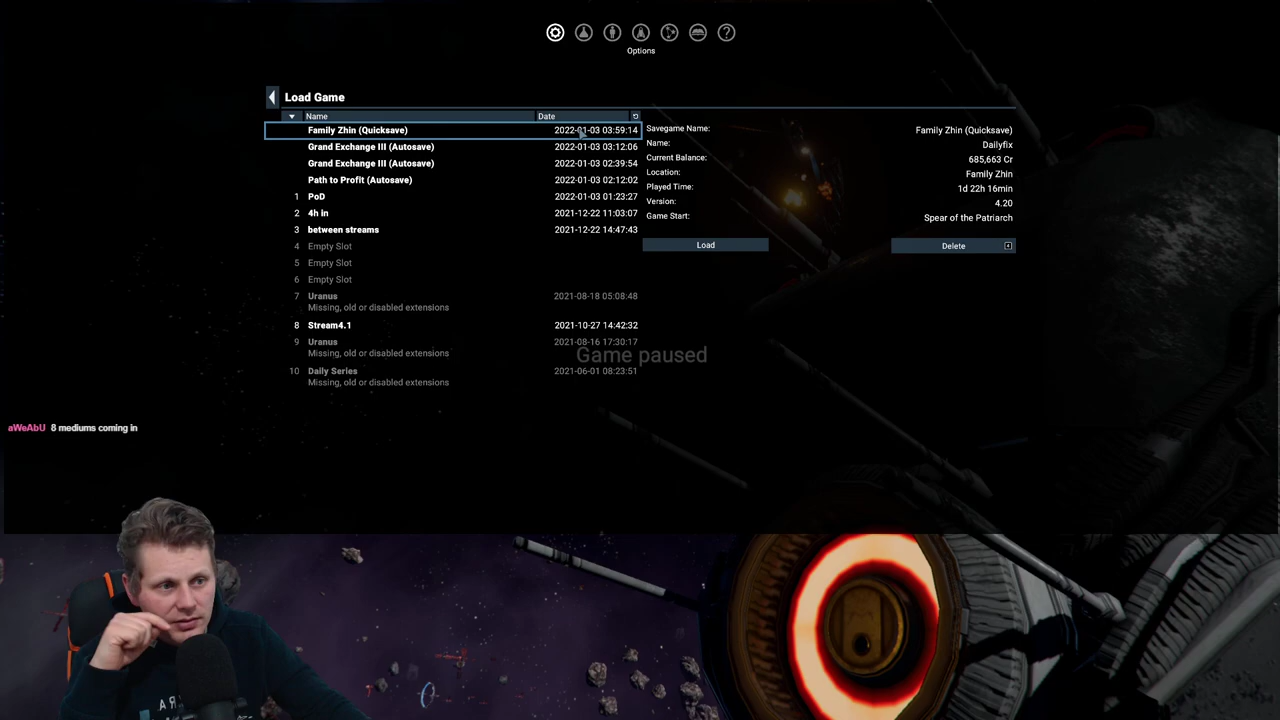 Options
Load Game
Name Date
Family Zhin (Quicksave) 2022-01-03 03:59:14
Grand Exchange III (Autosave) 2022-01-03 03:12:06
Grand Exchange III (Autosave) 2022-01-03 02:39:54
Path to Profit (Autosave) 2022-01-03 02:12:02
1 PoD 2022-01-03 01:23:27
2 4h in 2021-12-22 11:03:07
3 between streams 2021-12-22 14:47:43
4 Empty Slot
5 Empty Slot
6 Empty Slot
7 Uranus 2021-08-18 05:08:48
Missing, old or disabled extensions
8 Stream4.1 2021-10-27 14:42:32
9 Uranus 2021-08-16 17:30:17
Missing, old or disabled extensions
10 Daily Series 2021-06-01 08:23:51
Missing, old or disabled extensions
Savegame Name: Family Zhin (Quicksave)
Name: Dailyfix
Current Balance: 685,663 Cr
Location: Family Zhin
Played Time: 1d 22h 16min
Version: 4.20
Game Start: Spear of the Patriarch
Load Delete
Game paused
aWeAbU 8 mediums coming in